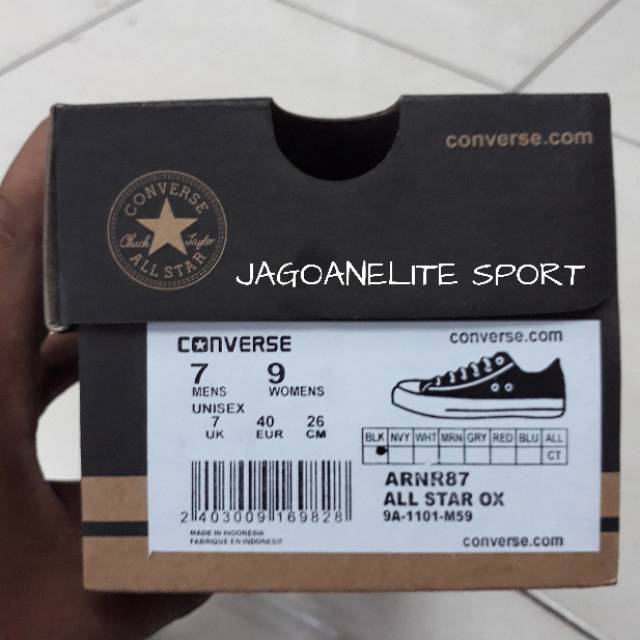 converse.com
CONVERSE
Chuck Taylor
ALL STAR
JAGOANELITE SPORT
CONVERSE
converse.com
7 9
MENS WOMENS
UNISEX
7 40 26
UK EUR CM
BLK NVY WHT MRN GRY RED BLU ALL
CT
ARNR87
ALL STAR OX
9A-1101-M59
2 403009 169828
MADE IN INDONESIA
FABRIQUE EN INDONESIE
converse.com